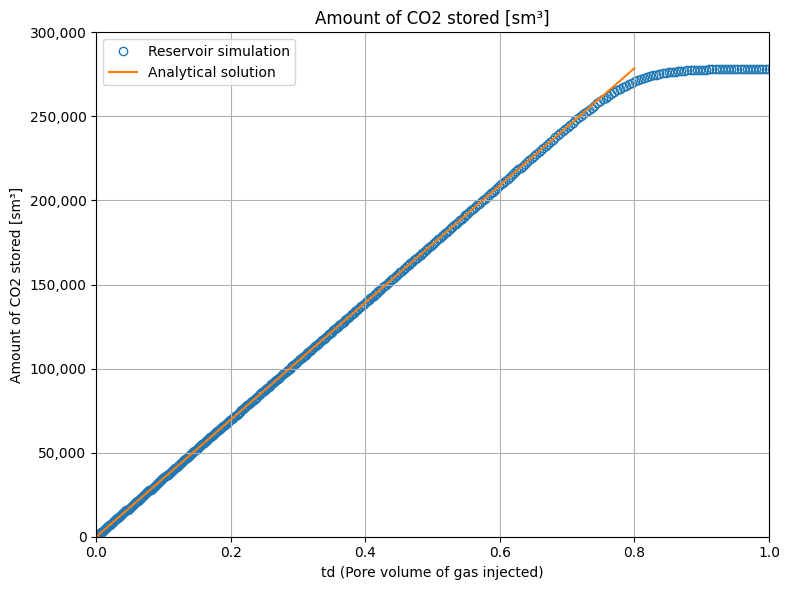 Amount of CO2 stored [sm³]
Reservoir simulation
Analytical solution
Amount of CO2 stored [sm³]
300,000
250,000
200,000
150,000
100,000
50,000
0
0.0
0.2
0.4
0.6
0.8
1.0
td (Pore volume of gas injected)